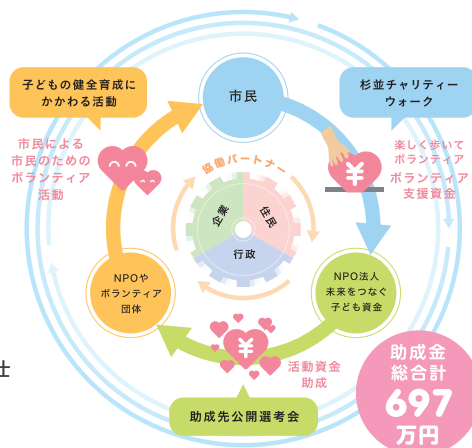 子どもの健全育成に
かかわる活動
市民
杉並チャリティー
ウォーク
市民による
市民のための
ボランティア
活動
楽しく歩いて
ボランティア
ボランティア
支援資金
¥
協働パートナー
企業
住民
行政
NPOや
ボランティア
団体
NPO法人
未来をつなぐ
子ども資金
¥
活動資金
助成
士
助成先公開選考会
助成金
総合計
697
万円